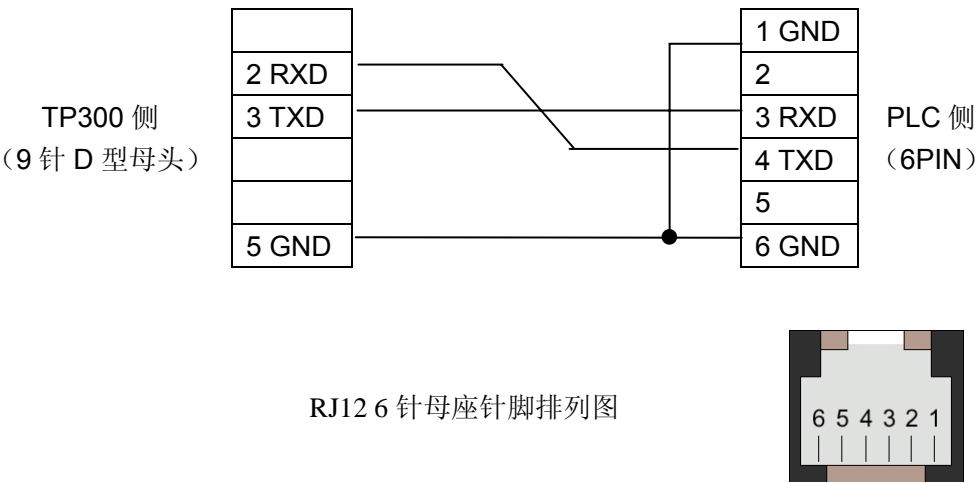 1 GND
2 RXD
2
TP300 侧
3 TXD
3 RXD
PLC 侧
（9 针 D 型母头）
4 TXD
（6PIN）
5
5 GND
6 GND
RJ12 6 针母座针脚排列图
6 5 4 3 2 1